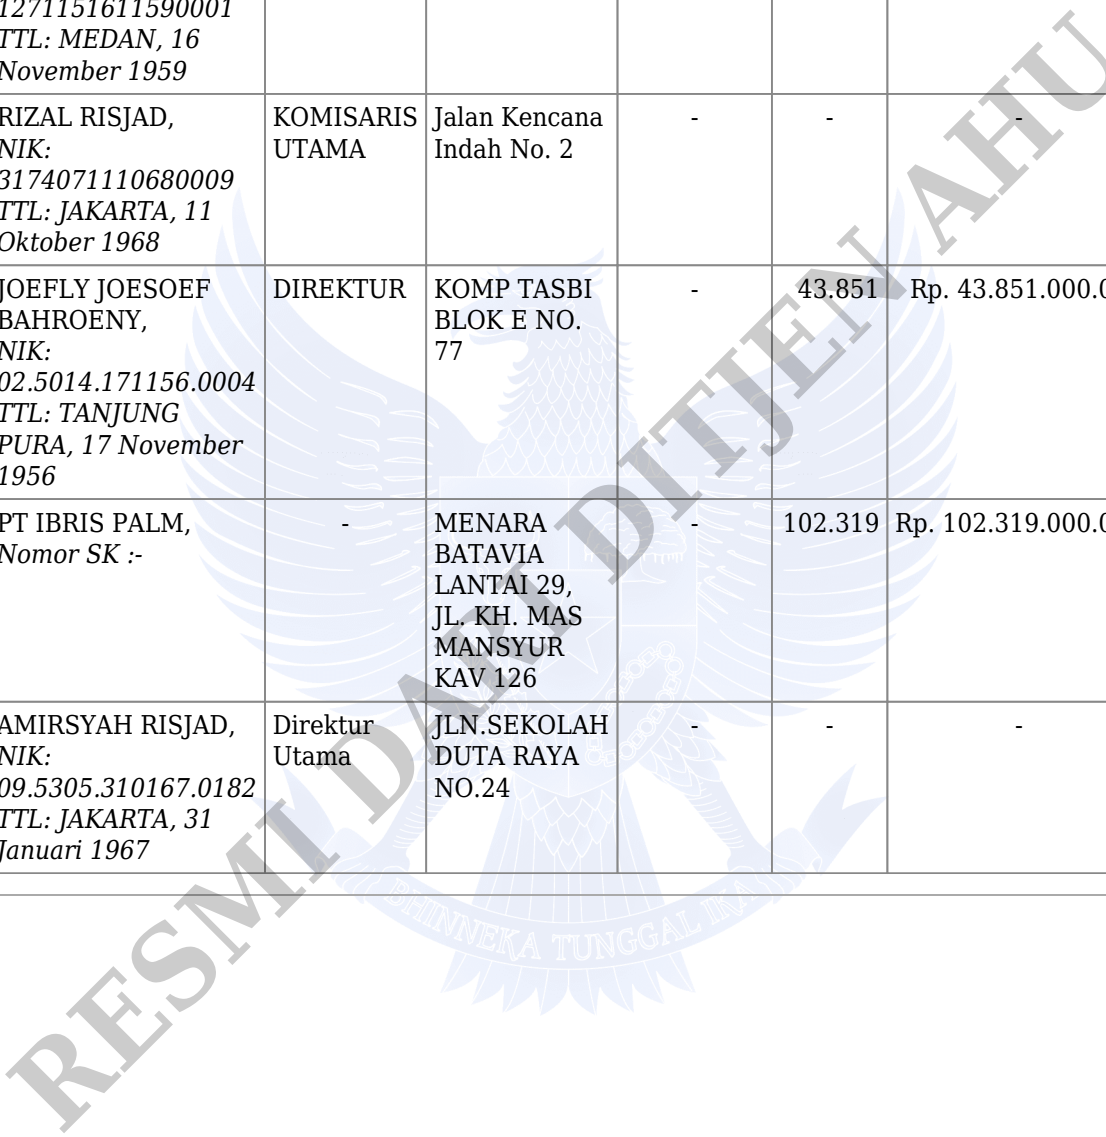 1271151611590001
TTL: MEDAN, 16
November 1959
RIZAL RISJAD,
NIK:
3174071110680009
TTL: JAKARTA, 11
Oktober 1968
KOMISARIS
UTAMA
Jalan Kencana
Indah No. 2
-
-
-
JOEFLY JOESOEF
BAHROENY,
NIK:
02.5014.171156.0004
TTL: TANJUNG
PURA, 17 November
1956
DIREKTUR
KOMP TASBI
BLOK E NO.
77
-
43.851
Rp. 43.851.000.0
PT IBRIS PALM,
Nomor SK :-
-
MENARA
BATAVIA
LANTAI 29,
JL. KH. MAS
MANSYUR
KAV 126
-
102.319
Rp. 102.319.000.0
AMIRSYAH RISJAD,
NIK:
09.5305.310167.0182
TTL: JAKARTA, 31
Januari 1967
Direktur
Utama
JLN.SEKOLAH
DUTA RAYA
NO.24
-
-
-
RESMI DARI DITJEN AHU
BHINNEKA TUNGGAL IKA